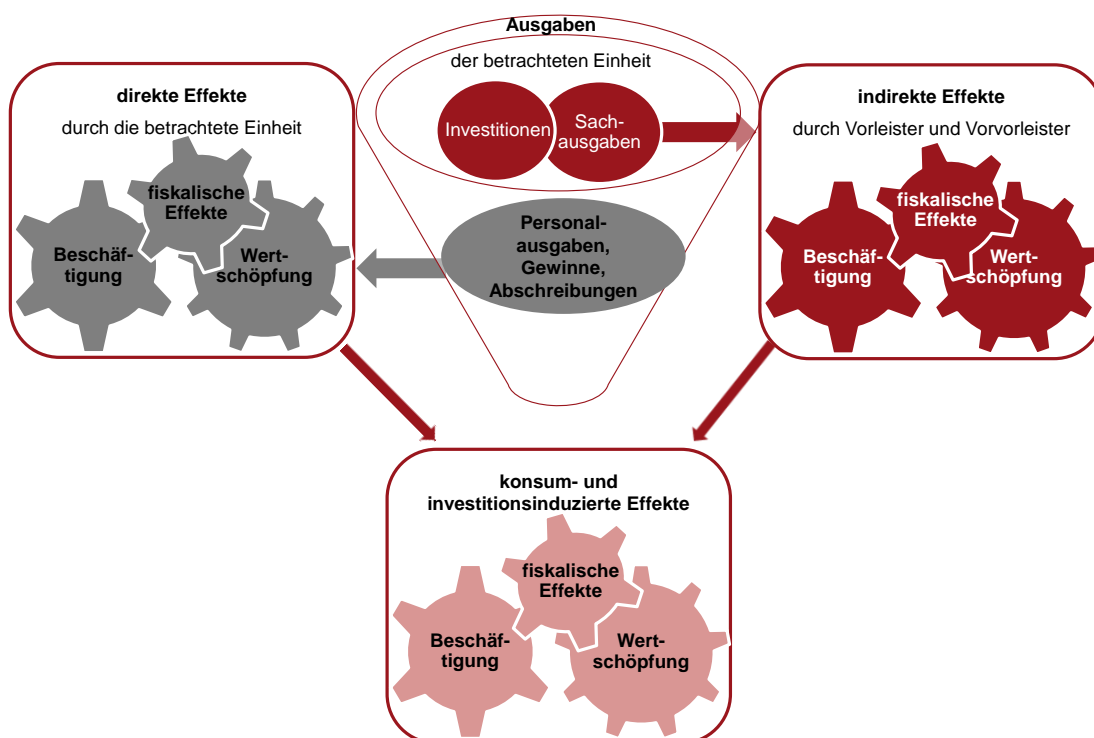 Ausgaben
der betrachteten Einheit
Investitionen
Sach-
ausgaben
Personal-
ausgaben,
Gewinne,
Abschreibungen
direkte Effekte
durch die betrachtete Einheit
fiskalische
Effekte
Beschäf-
tigung
Wert-
schöpfung
indirekte Effekte
durch Vorleister und Vorvorleister
fiskalische
Effekte
Beschäf-
tigung
Wert-
schöpfung
konsum- und
investitionsinduzierte Effekte
fiskalische
Effekte
Beschäf-
tigung
Wert-
schöpfung